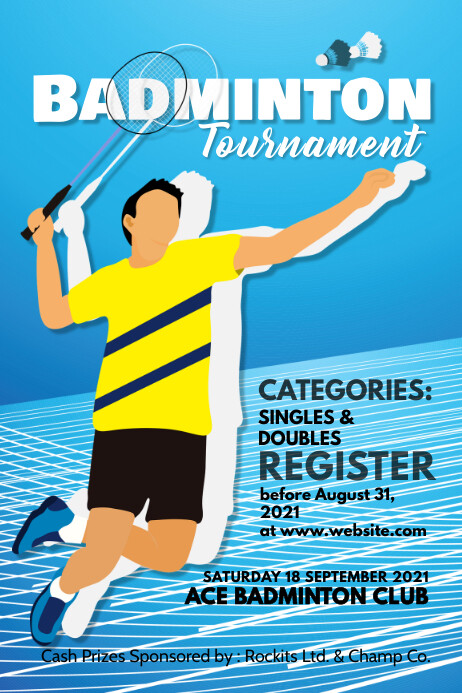 BADMINTON
Tournament
CATEGORIES:
SINGLES &
DOUBLES
REGISTER
before August 31,
2021
at www.website.com
SATURDAY 18 SEPTEMBER 2021
ACE BADMINTON CLUB
Cash Prizes Sponsored by : Rockits Ltd. & Champ Co.